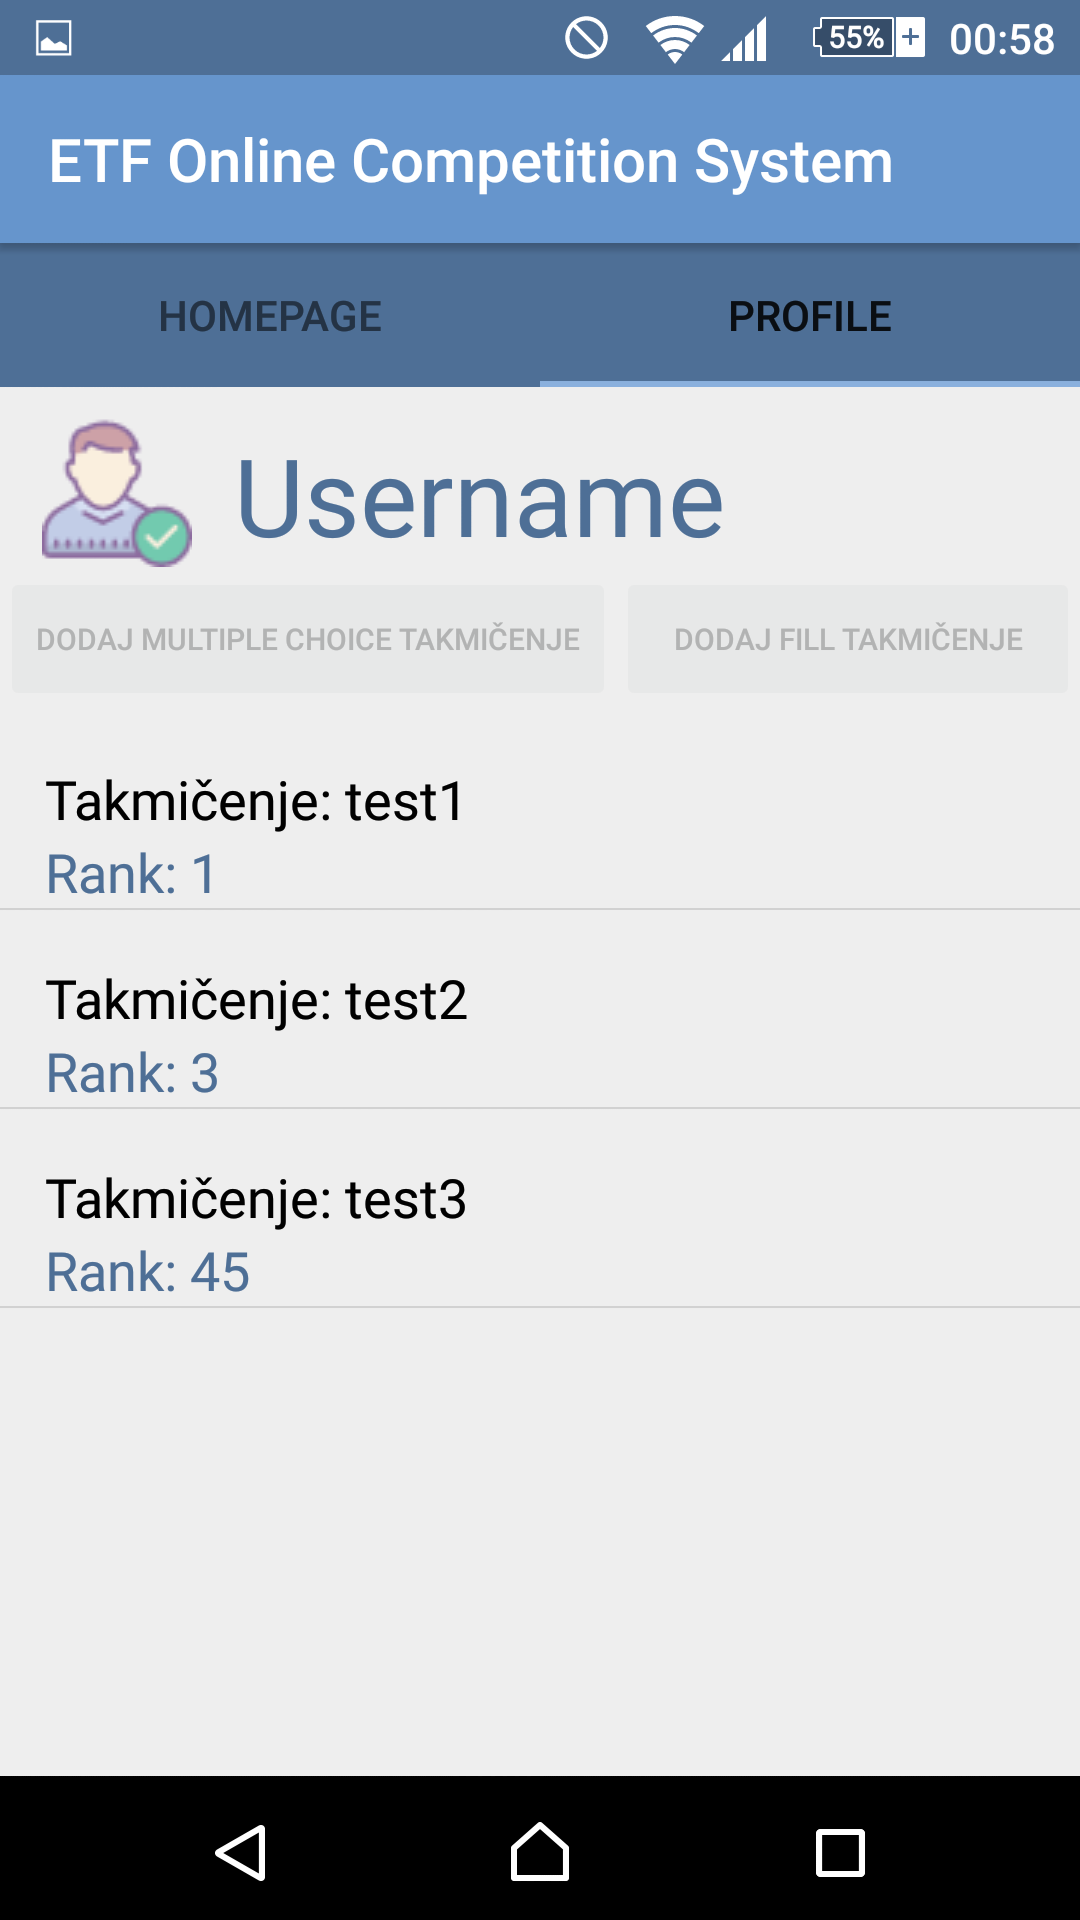 55% 00:58
ETF Online Competition System
HOMEPAGE PROFILE
Username
DODAJ MULTIPLE CHOICE TAKMIČENJE DODAJ FILL TAKMIČENJE
Takmičenje: test1
Rank: 1
Takmičenje: test2
Rank: 3
Takmičenje: test3
Rank: 45